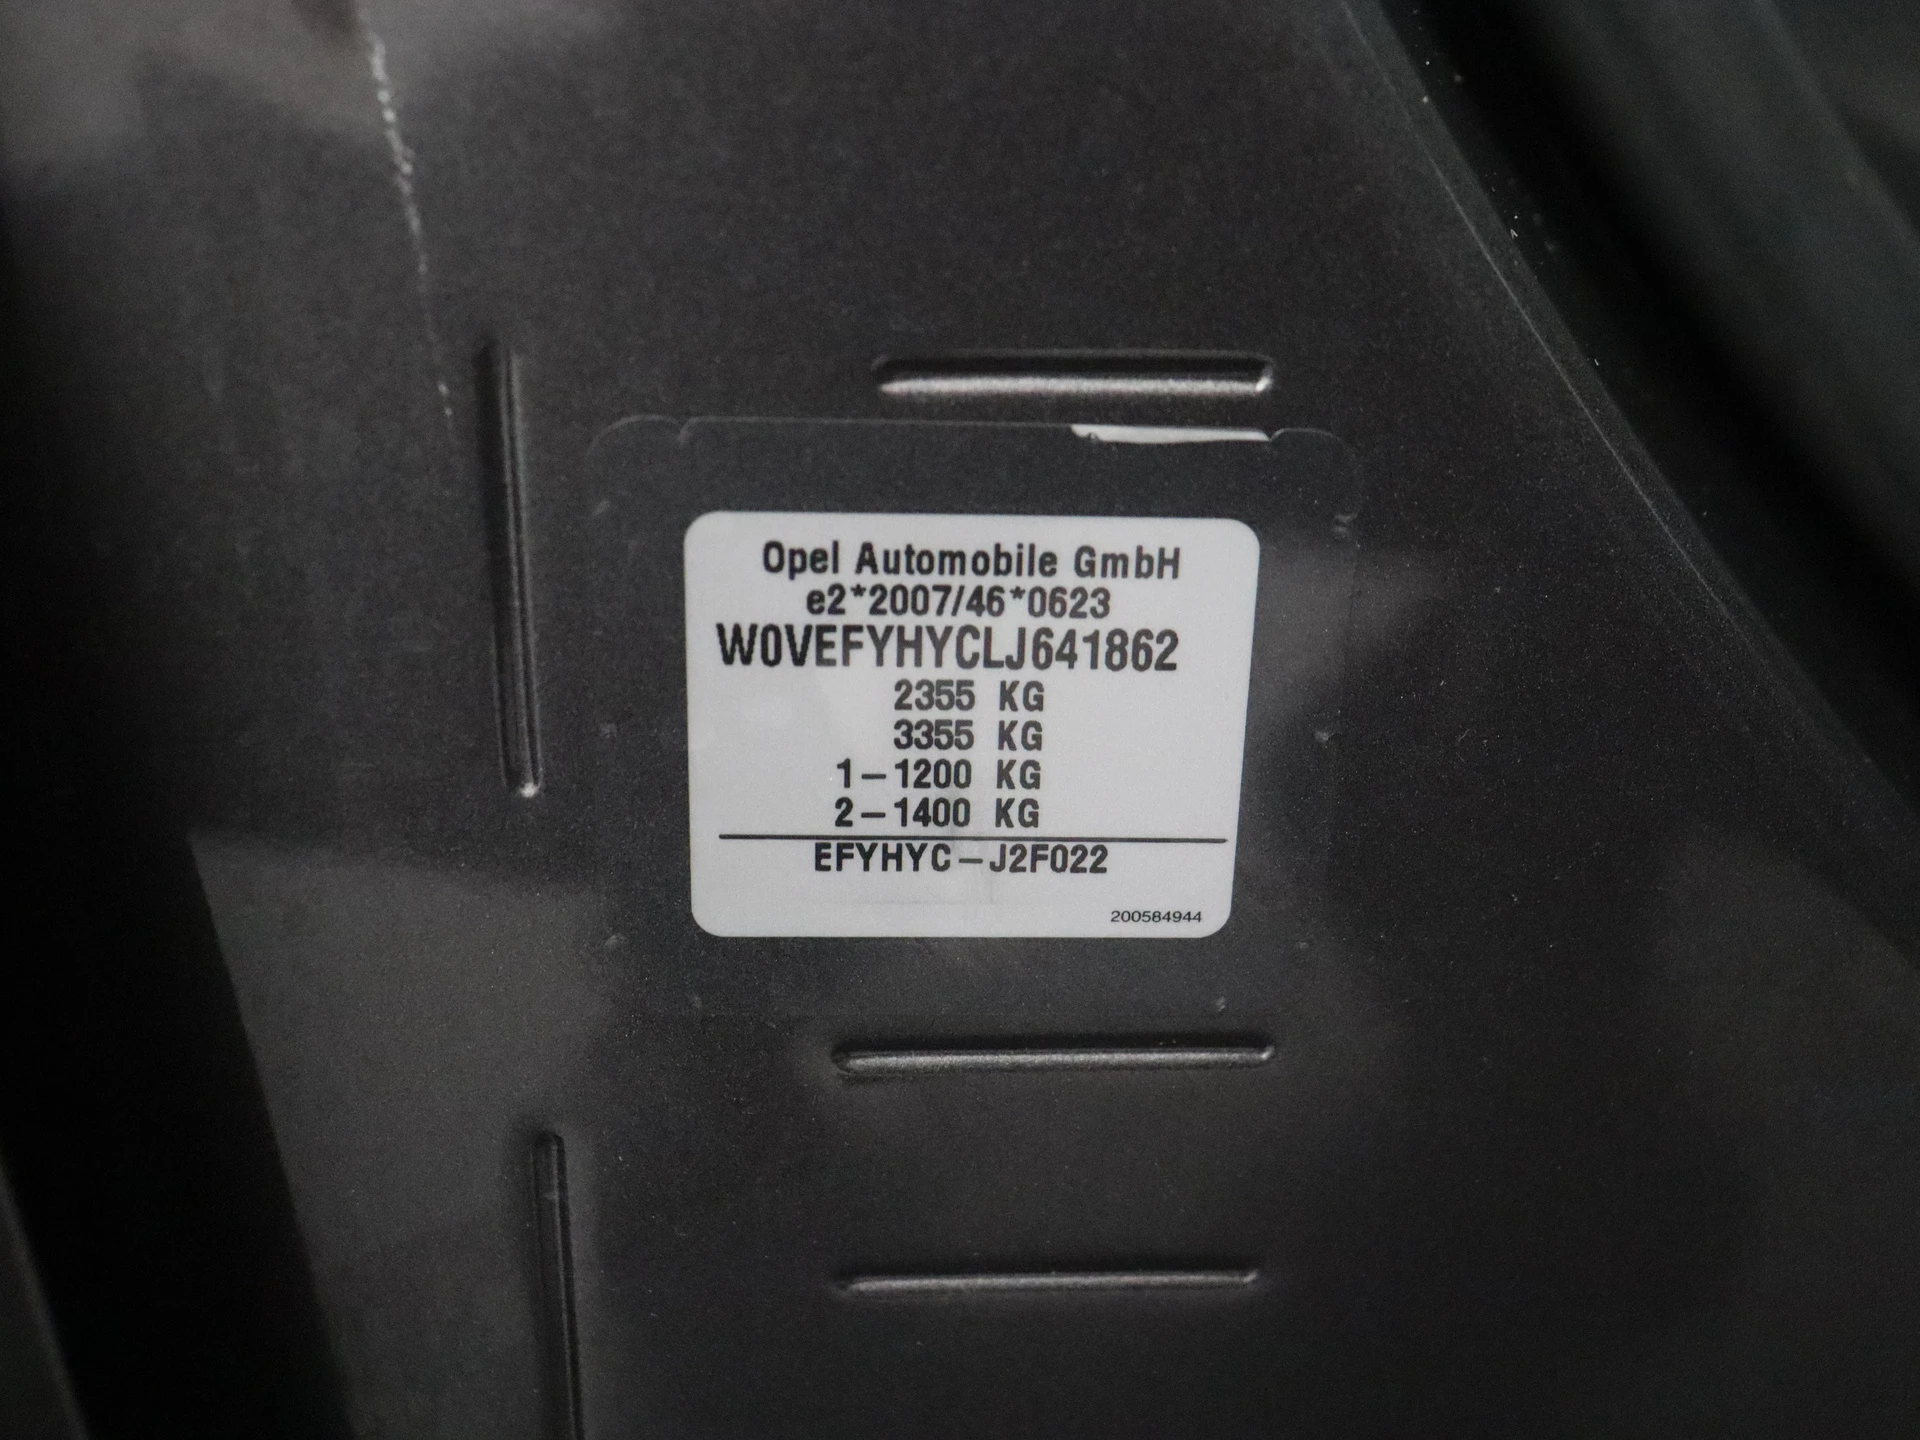 Opel Automobile GmbH
e2*2007/46*0623
W0VEFYHYCLJ641862
2355 KG
3355 KG
1-1200 KG
2-1400 KG
EFYHYC-J2F022
200584944